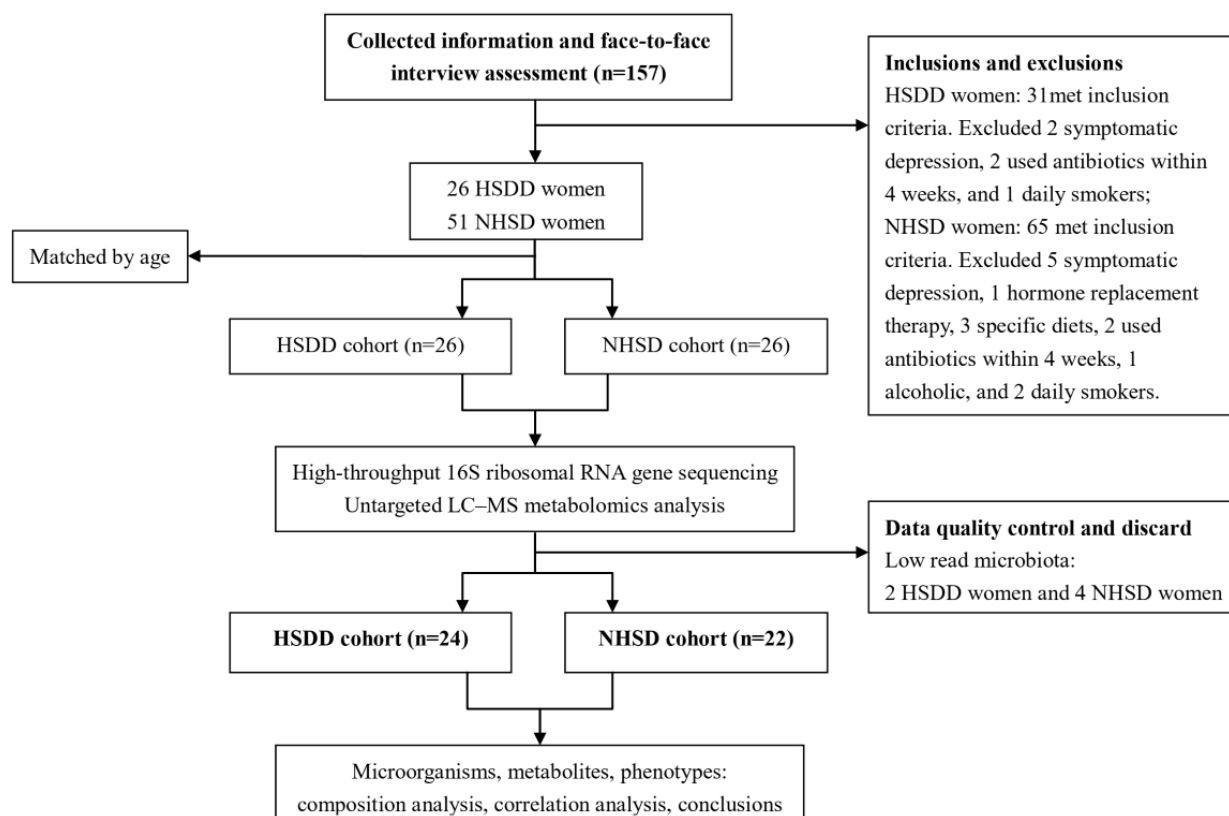 Collected information and face-to-face
interview assessment (n=157)
Inclusions and exclusions
HSDD women: 31met inclusion
criteria. Excluded 2 symptomatic
depression, 2 used antibiotics within
4 weeks, and 1 daily smokers;
NHSD women: 65 met inclusion
criteria. Excluded 5 symptomatic
depression, 1 hormone replacement
therapy, 3 specific diets, 2 used
antibiotics within 4 weeks, 1
alcoholic, and 2 daily smokers.
26 HSDD women
51 NHSD women
Matched by age
HSDD cohort (n=26)
NHSD cohort (n=26)
High-throughput 16S ribosomal RNA gene sequencing
Untargeted LC–MS metabolomics analysis
Data quality control and discard
Low read microbiota:
2 HSDD women and 4 NHSD women
HSDD cohort (n=24)
NHSD cohort (n=22)
Microorganisms, metabolites, phenotypes:
composition analysis, correlation analysis, conclusions